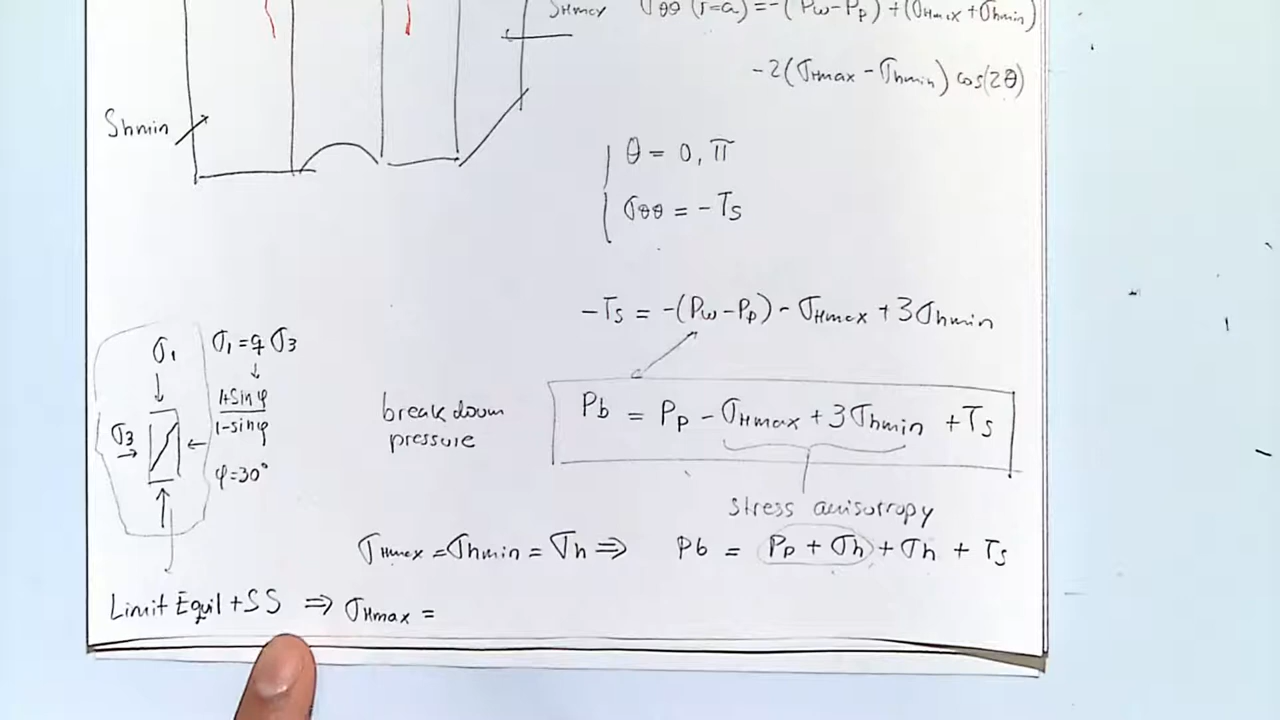 SHmax
σθθ (r=a) = -(Pw-Pp) + (σHmax + σhmin)
-2(σHmax - σhmin) cos(2θ)
Shmin
θ = 0, π
σθθ = -Ts
-Ts = -(Pw-Pp) - σHmax + 3σhmin
σ1
σ1 = q σ3
1+sinφ
1-sinφ
σ3
φ=30°
breakdown
pressure
Pb = Pp - σHmax + 3σhmin + Ts
stress anisotropy
σHmax = σhmin = σh ⇒ Pb = Pp + σh + σh + Ts
Limit Equil + SS ⇒ σHmax =